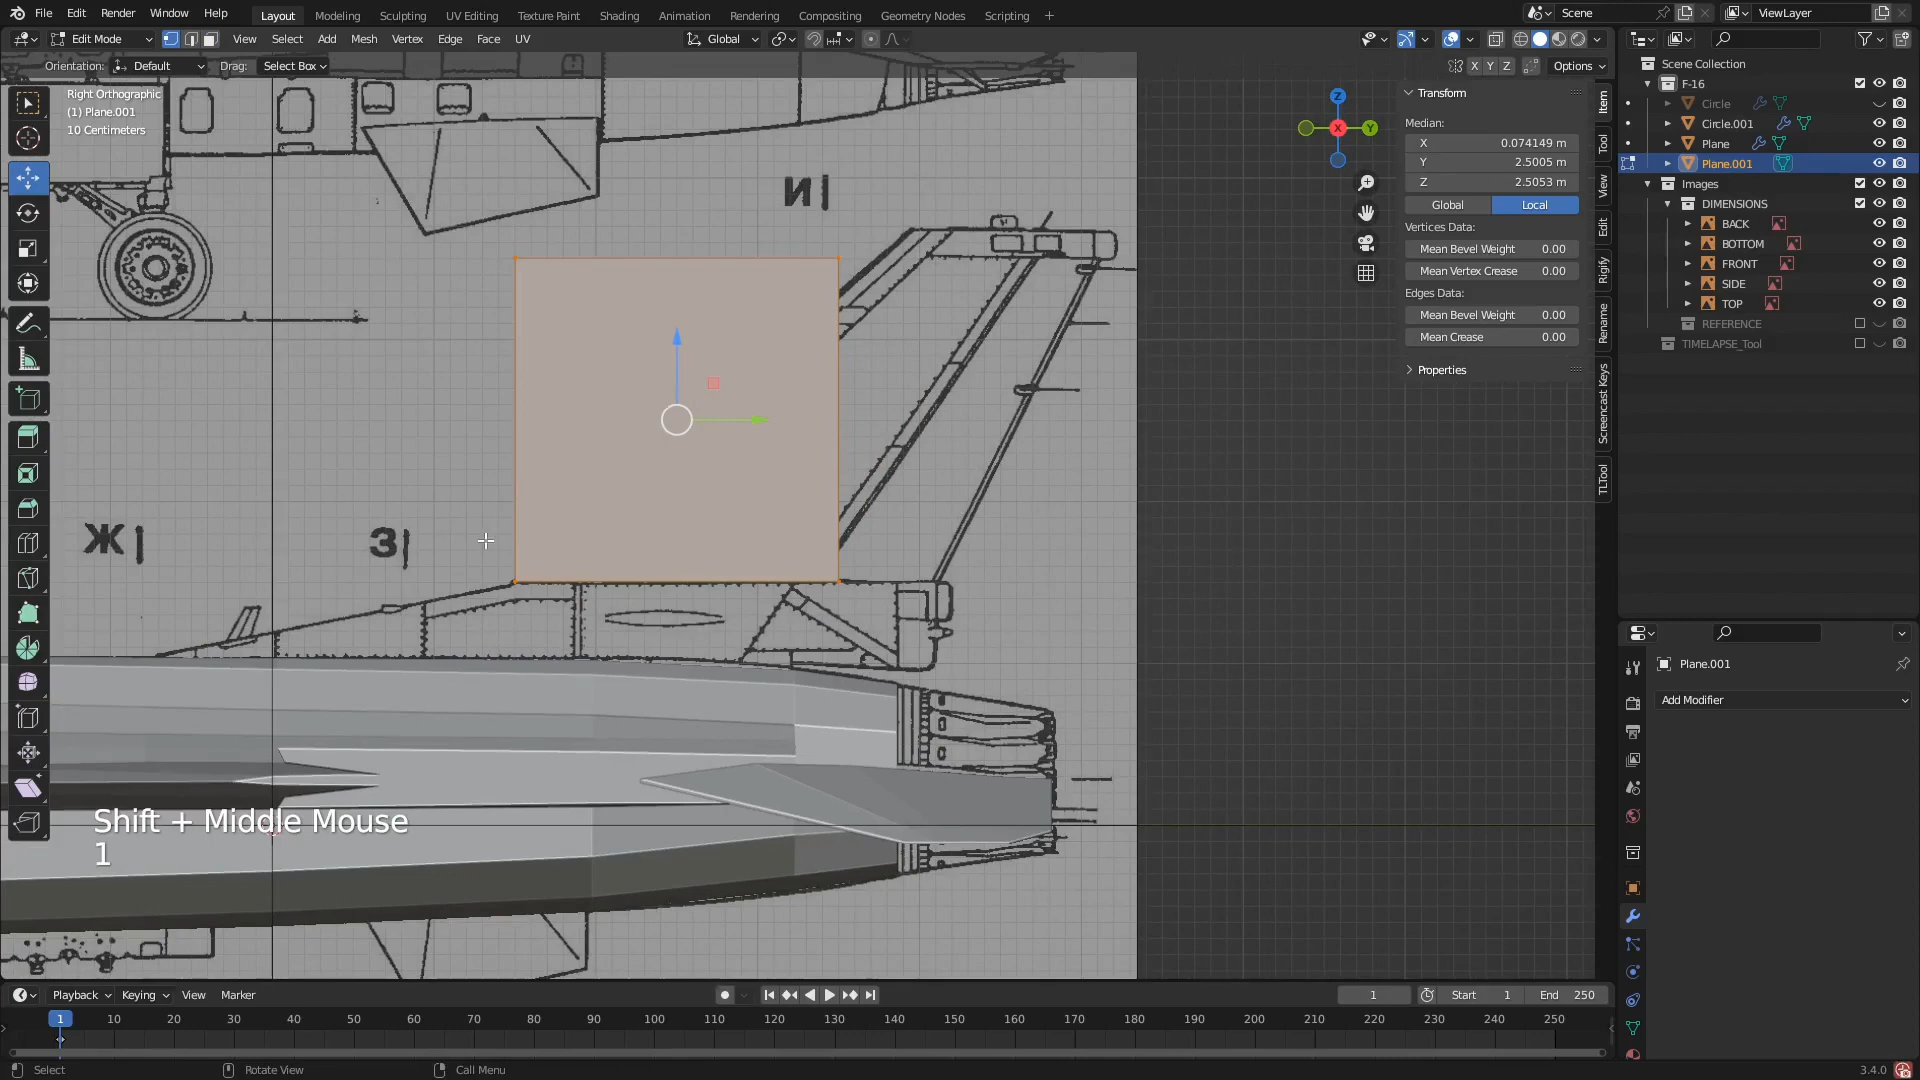 File Edit Render Window Help Layout Modeling Sculpting UV Editing Texture Paint Shading Animation Rendering Compositing Geometry Nodes Scripting + Scene ViewLayer
Edit Mode View Select Add Mesh Vertex Edge Face UV Global
Orientation: Default Drag: Select Box X Y Z Options
Right Orthographic
(1) Plane.001
10 Centimeters
И
Ж
З
Z
X
Y
Transform
Median:
X 0.074149 m
Y 2.5005 m
Z 2.5053 m
Global Local
Vertices Data:
Mean Bevel Weight 0.00
Mean Vertex Crease 0.00
Edges Data:
Mean Bevel Weight 0.00
Mean Crease 0.00
Properties
Item
Tool
View
Edit
Rigify
Rename
Screencast Keys
TLTool
Scene Collection
F-16
Circle
Circle.001
Plane
Plane.001
Images
DIMENSIONS
BACK
BOTTOM
FRONT
SIDE
TOP
REFERENCE
TIMELAPSE_Tool
Plane.001
Add Modifier
Shift + Middle Mouse
1
Playback Keying View Marker 1 Start 1 End 250
1 10 20 30 40 50 60 70 80 90 100 110 120 130 140 150 160 170 180 190 200 210 220 230 240 250
Select Rotate View Call Menu 3.4.0